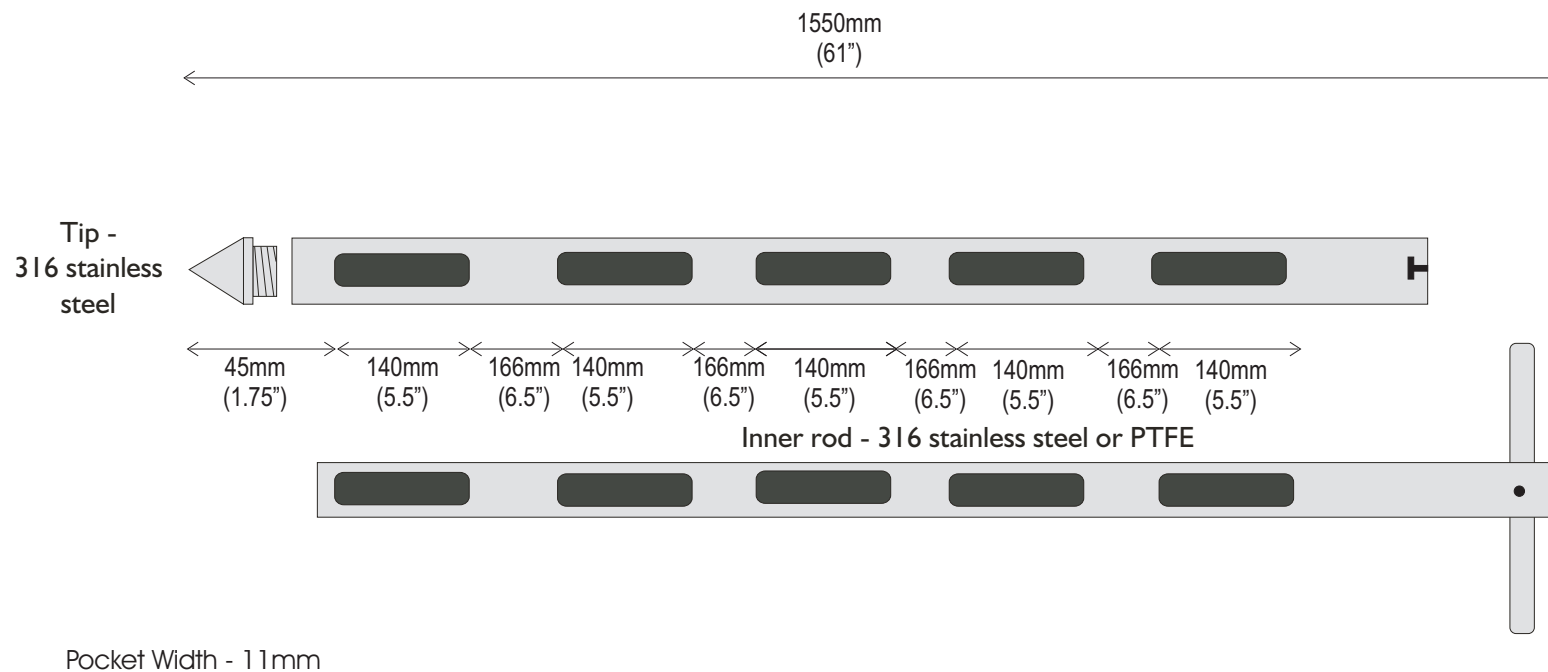 1550mm
(61”)
Tip -
316 stainless
steel
45mm
(1.75”)
140mm
(5.5”)
166mm
(6.5”)
140mm
(5.5”)
166mm
(6.5”)
140mm
(5.5”)
166mm
(6.5”)
140mm
(5.5”)
166mm
(6.5”)
140mm
(5.5”)
Inner rod - 316 stainless steel or PTFE
Pocket Width - 11mm